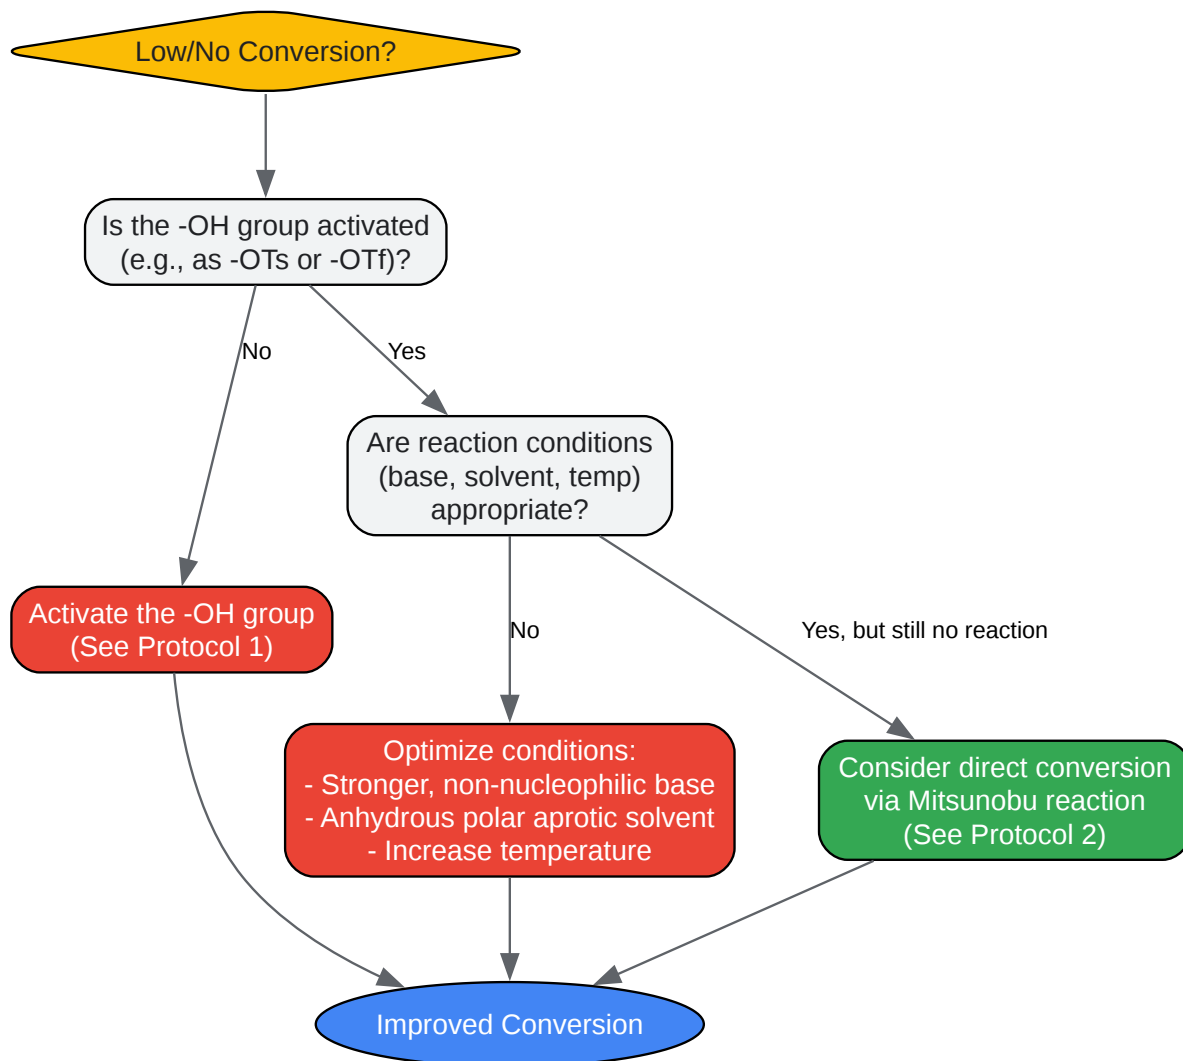 Low/No Conversion?
Is the -OH group activated
(e.g., as -OTs or -OTf)?
No
Yes
Are reaction conditions
(base, solvent, temp)
appropriate?
Activate the -OH group
(See Protocol 1)
No
Yes, but still no reaction
Optimize conditions:
- Stronger, non-nucleophilic base
- Anhydrous polar aprotic solvent
- Increase temperature
Consider direct conversion
via Mitsunobu reaction
(See Protocol 2)
Improved Conversion